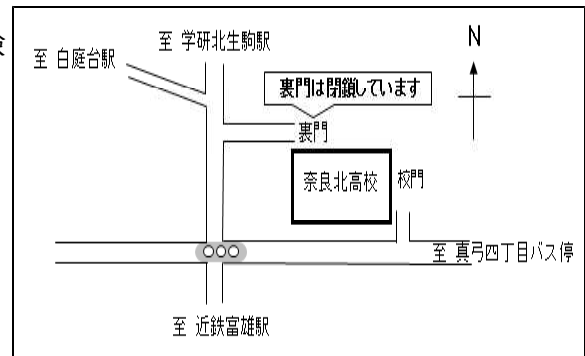 至 学研北生駒駅
至 白庭台駅
N
裏門は閉鎖しています
裏門
奈良北高校
校門
至 真弓四丁目バス停
至 近鉄富雄駅